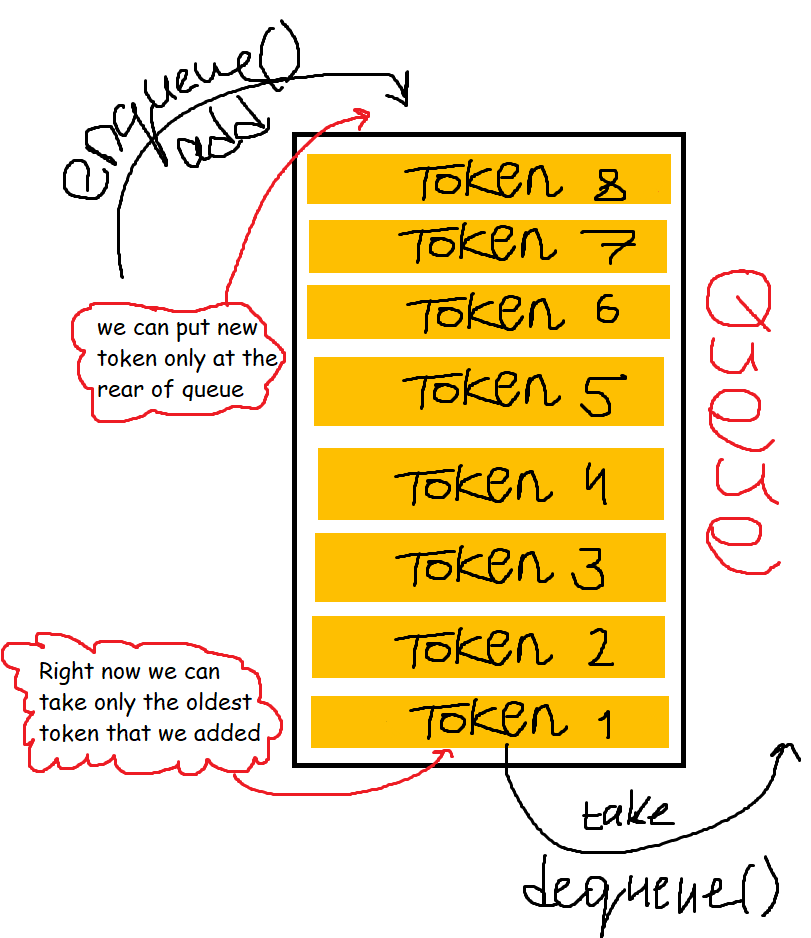 enqueue()
add
Token 8
Token 7
Token 6
we can put new
token only at the
rear of queue
Token 5
Token 4
Token 3
Token 2
Right now we can
take only the oldest
token that we added
Token 1
Queue
take
dequeue()